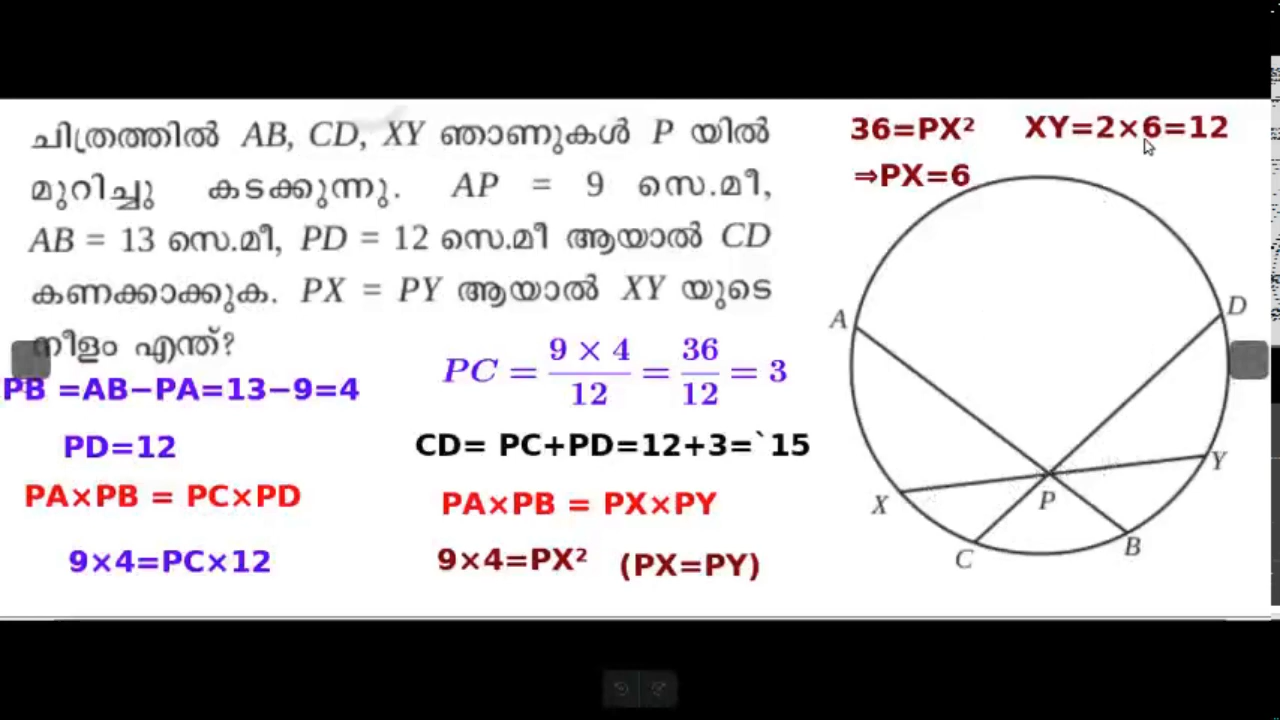 ചിത്രത്തിൽ AB, CD, XY ഞാണുകൾ P യിൽ
മുറിച്ചു കടക്കുന്നു. AP = 9 സെ.മീ,
AB = 13 സെ.മീ, PD = 12 സെ.മീ ആയാൽ CD
കണക്കാക്കുക. PX = PY ആയാൽ XY യുടെ
നീളം എന്ത്?
PB =AB−PA=13−9=4
PD=12
PA×PB = PC×PD
9×4=PC×12
PC = 9 × 4 / 12 = 36 / 12 = 3
CD= PC+PD=12+3=`15
PA×PB = PX×PY
9×4=PX² (PX=PY)
36=PX² XY=2×6=12
⇒PX=6
A
D
Y
X
P
B
C